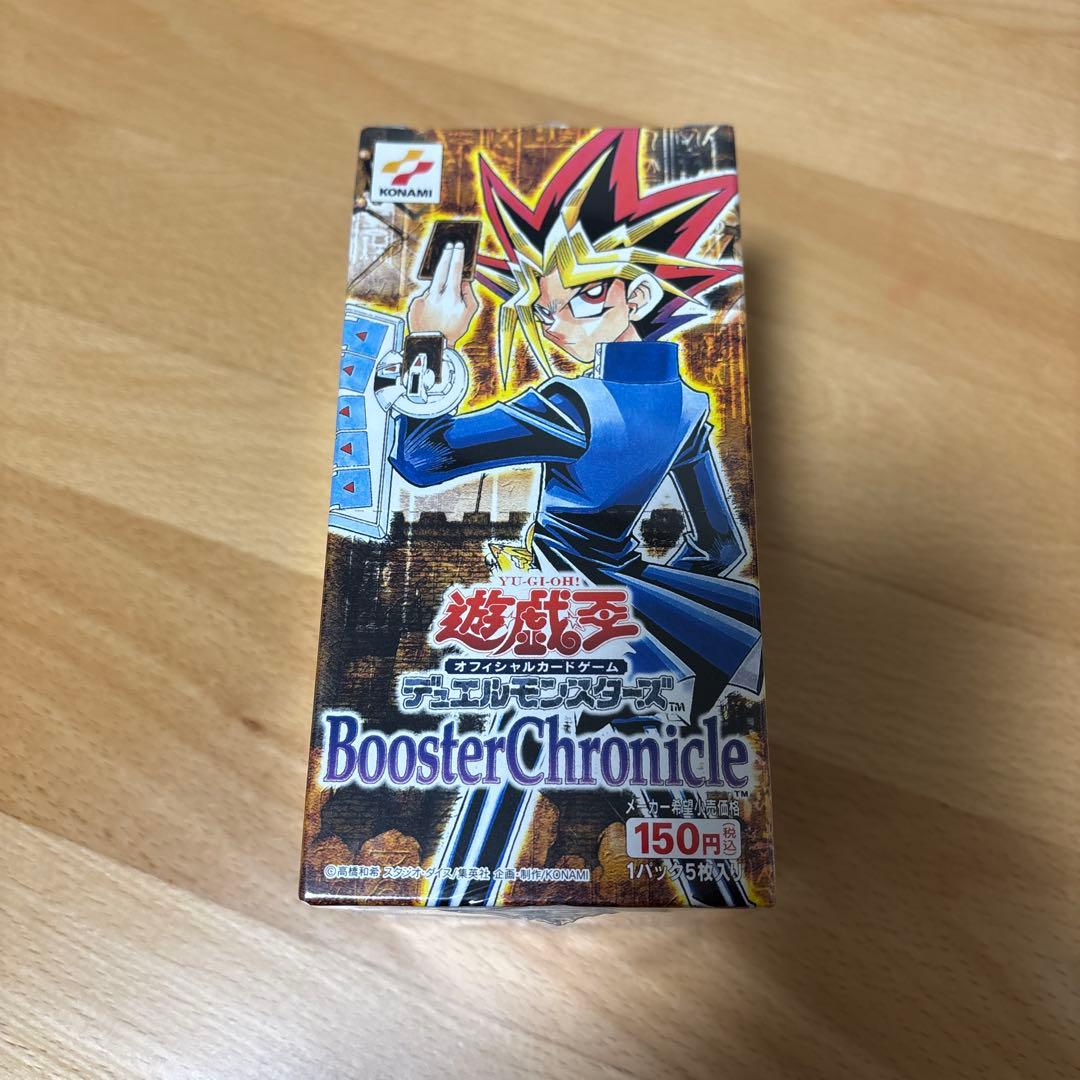 KONAMI
YU-GI-OH!
遊戯王
オフィシャルカードゲーム
デュエルモンスターズ™
BoosterChronicle™
メーカー希望小売価格
150円(税込)
1パック5枚入り
©高橋和希 スタジオ・ダイス/集英社 企画・制作/KONAMI